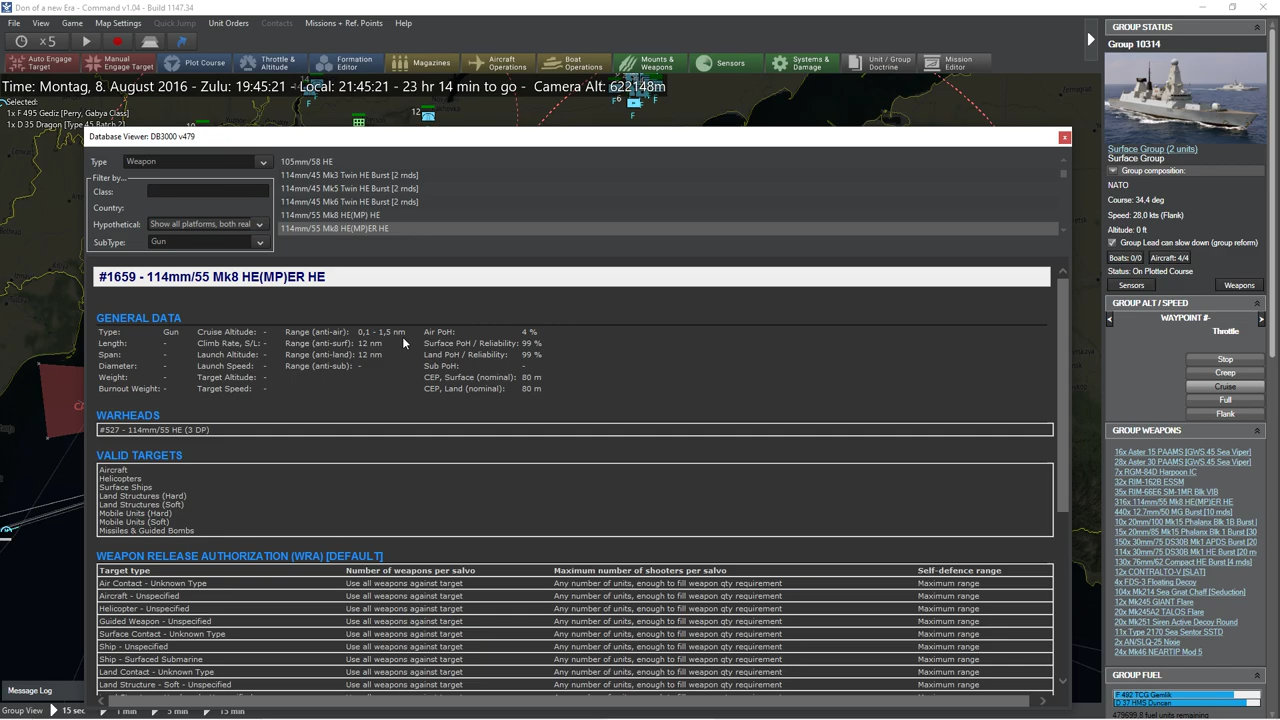 Don of a new Era - Command v1.04 - Build 1147.34
File View Game Map Settings Quick Jump Unit Orders Contacts Missions + Ref. Points Help
x5
Auto Engage Target
Manual Engage Target
Plot Course
Throttle & Altitude
Formation Editor
Magazines
Aircraft Operations
Boat Operations
Mounts & Weapons
Sensors
Systems & Damage
Unit / Group Doctrine
Mission Editor
Time: Montag, 8. August 2016 - Zulu: 19:45:21 - Local: 21:45:21 - 23 hr 14 min to go - Camera Alt: 622148m
Selected:
1x F 495 Gediz [Perry, Gabya Class]
1x D 35 Dragon [Type 45 Batch 2]
F
F
6
F
F
12
10
Database Viewer: DB3000 v479
x
Type Weapon
Filter by...
Class:
Country:
Hypothetical: Show all platforms, both real
SubType: Gun
105mm/58 HE
114mm/45 Mk3 Twin HE Burst [2 rnds]
114mm/45 Mk5 Twin HE Burst [2 rnds]
114mm/45 Mk6 Twin HE Burst [2 rnds]
114mm/55 Mk8 HE(MP) HE
114mm/55 Mk8 HE(MP)ER HE
#1659 - 114mm/55 Mk8 HE(MP)ER HE
GENERAL DATA
Type: Gun Cruise Altitude: - Range (anti-air): 0,1 - 1,5 nm Air PoH: 4 %
Length: - Climb Rate, S/L: - Range (anti-surf): 12 nm Surface PoH / Reliability: 99 %
Span: - Launch Altitude: - Range (anti-land): 12 nm Land PoH / Reliability: 99 %
Diameter: - Launch Speed: - Range (anti-sub): - Sub PoH: -
Weight: - Target Altitude: - CEP, Surface (nominal): 80 m
Burnout Weight: - Target Speed: - CEP, Land (nominal): 80 m
WARHEADS
#527 - 114mm/55 HE (3 DP)
VALID TARGETS
Aircraft
Helicopters
Surface Ships
Land Structures (Hard)
Land Structures (Soft)
Mobile Units (Hard)
Mobile Units (Soft)
Missiles & Guided Bombs
WEAPON RELEASE AUTHORIZATION (WRA) [DEFAULT]
Target type Number of weapons per salvo Maximum number of shooters per salvo Self-defence range
Air Contact - Unknown Type Use all weapons against target Any number of units, enough to fill weapon qty requirement Maximum range
Aircraft - Unspecified Use all weapons against target Any number of units, enough to fill weapon qty requirement Maximum range
Helicopter - Unspecified Use all weapons against target Any number of units, enough to fill weapon qty requirement Maximum range
Guided Weapon - Unspecified Use all weapons against target Any number of units, enough to fill weapon qty requirement Maximum range
Surface Contact - Unknown Type Use all weapons against target Any number of units, enough to fill weapon qty requirement Maximum range
Ship - Unspecified Use all weapons against target Any number of units, enough to fill weapon qty requirement Maximum range
Ship - Surfaced Submarine Use all weapons against target Any number of units, enough to fill weapon qty requirement Maximum range
Land Contact - Unknown Type Use all weapons against target Any number of units, enough to fill weapon qty requirement Maximum range
Land Structure - Soft - Unspecified Use all weapons against target Any number of units, enough to fill weapon qty requirement Maximum range
Message Log
Group View 15 sec 1 min 5 min 15 min
GROUP STATUS
Group 10314
Surface Group (2 units)
Surface Group
Group composition:
NATO
Course: 34.4 deg
Speed: 28,0 kts (Flank)
Altitude: 0 ft
Group Lead can slow down (group reform)
Boats: 0/0 Aircraft: 4/4
Status: On Plotted Course
Sensors Weapons
GROUP ALT / SPEED
WAYPOINT #-
Throttle
Stop
Creep
Cruise
Full
Flank
GROUP WEAPONS
16x Aster 15 PAAMS [GWS.45 Sea Viper]
28x Aster 30 PAAMS [GWS.45 Sea Viper]
7x RGM-84D Harpoon IC
32x RIM-162B ESSM
35x RIM-66E6 SM-1MR Blk VIB
316x 114mm/55 Mk8 HE(MP)ER HE
440x 12.7mm/50 MG Burst [10 rnds]
10x 20mm/100 Mk15 Phalanx Blk 1B Burst [
15x 20mm/85 Mk15 Phalanx Blk 1 Burst [30
150x 30mm/75 DS30B Mk1 APDS Burst [20
114x 30mm/75 DS30B Mk1 HE Burst [20 rn
130x 76mm/62 Compact HE Burst [4 rnds]
12x CONTRALTO-V [SLAT]
4x FDS-3 Floating Decoy
104x Mk214 Sea Gnat Chaff [Seduction]
12x Mk245 GIANT Flare
20x Mk245A2 TALOS Flare
20x Mk251 Siren Active Decoy Round
11x Type 2170 Sea Sentor SSTD
2x AN/SLQ-25 Nixie
24x Mk46 NEARTIP Mod 5
GROUP FUEL
F 492 TCG Gemlik
D 37 HMS Duncan
479699.8 fuel units remaining